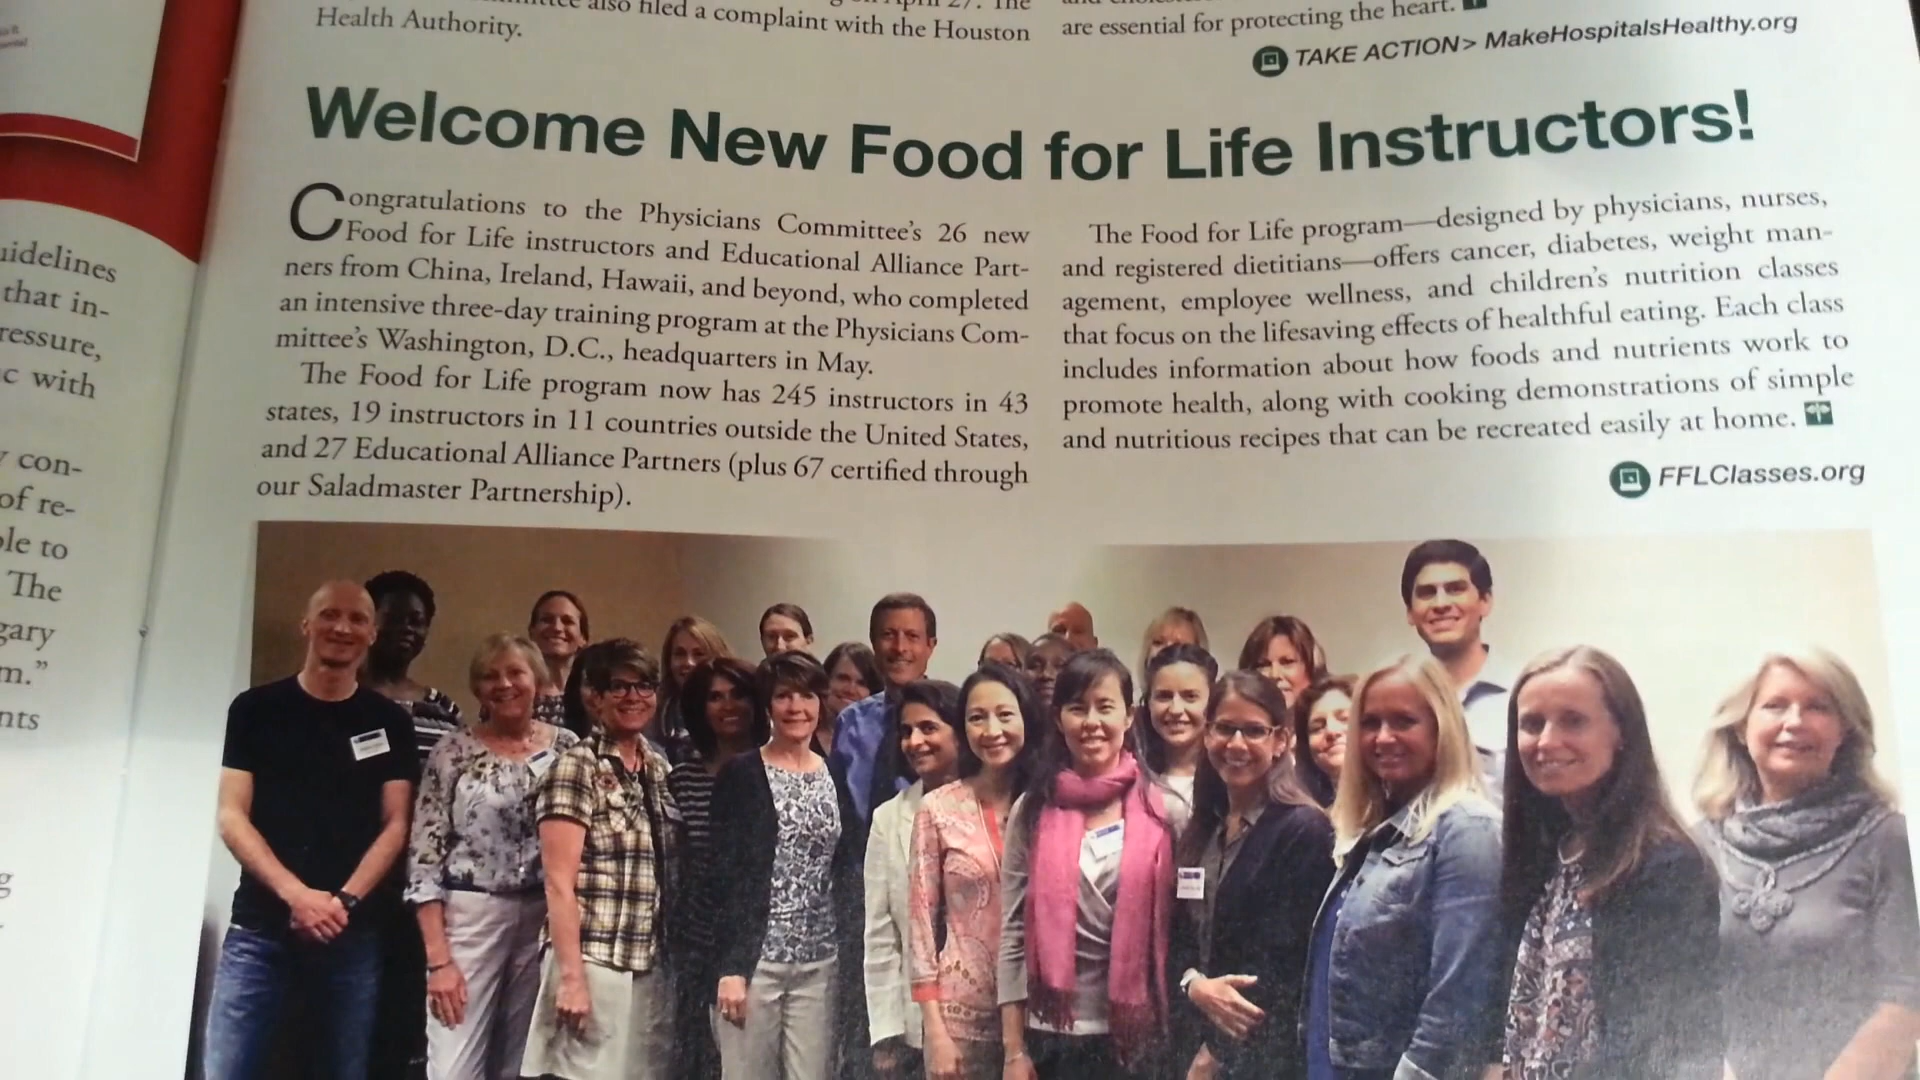 also filed a complaint with the Houston
Health Authority.
are essential for protecting the heart.
TAKE ACTION> MakeHospitalsHealthy.org
Welcome New Food for Life Instructors!
Congratulations to the Physicians Committee's 26 new
Food for Life instructors and Educational Alliance Part-
ners from China, Ireland, Hawaii, and beyond, who completed
an intensive three-day training program at the Physicians Com-
mittee's Washington, D.C., headquarters in May.
The Food for Life program now has 245 instructors in 43
states, 19 instructors in 11 countries outside the United States,
and 27 Educational Alliance Partners (plus 67 certified through
our Saladmaster Partnership).
The Food for Life program—designed by physicians, nurses,
and registered dietitians—offers cancer, diabetes, weight man-
agement, employee wellness, and children's nutrition classes
that focus on the lifesaving effects of healthful eating. Each class
includes information about how foods and nutrients work to
promote health, along with cooking demonstrations of simple
and nutritious recipes that can be recreated easily at home.
FFLClasses.org
that in-
with
con-
of re-
to
The